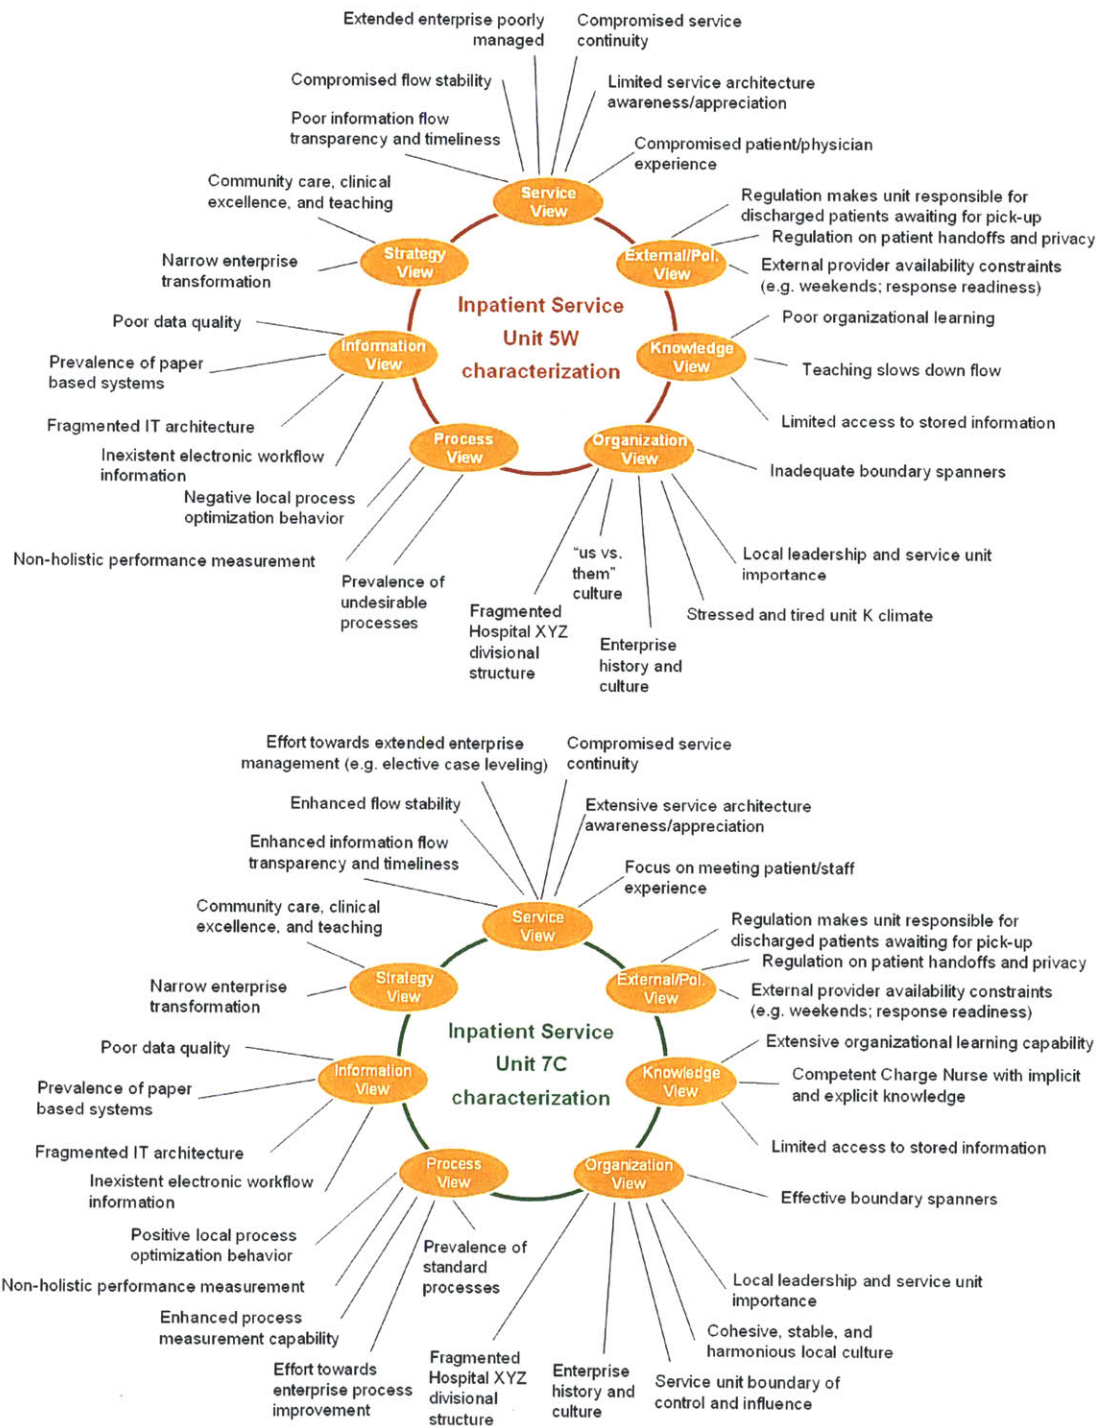 Extended enterprise poorly
managed
Compromised service
continuity
Compromised flow stability
Limited service architecture
awareness/appreciation
Poor information flow
transparency and timeliness
Compromised patient/physician
experience
Community care, clinical
excellence, and teaching
Service
View
Regulation makes unit responsible for
discharged patients awaiting for pick-up
Regulation on patient handoffs and privacy
Narrow enterprise
transformation
Strategy
View
External/Pol.
View
External provider availability constraints
(e.g. weekends; response readiness)
Inpatient Service
Unit 5W
characterization
Poor data quality
Poor organizational learning
Information
View
Knowledge
View
Prevalence of paper
based systems
Teaching slows down flow
Fragmented IT architecture
Limited access to stored information
Process
View
Organization
View
Inexistent electronic workflow
information
Inadequate boundary spanners
Negative local process
optimization behavior
Non-holistic performance measurement
Prevalence of
undesirable
processes
"us vs.
them"
culture
Local leadership and service unit
importance
Fragmented
Hospital XYZ
divisional
structure
Stressed and tired unit K climate
Enterprise
history and
culture
Effort towards extended enterprise
management (e.g. elective case leveling)
Compromised service
continuity
Enhanced flow stability
Extensive service architecture
awareness/appreciation
Enhanced information flow
transparency and timeliness
Focus on meeting patient/staff
experience
Community care, clinical
excellence, and teaching
Service
View
Regulation makes unit responsible for
discharged patients awaiting for pick-up
Regulation on patient handoffs and privacy
Narrow enterprise
transformation
Strategy
View
External/Pol.
View
External provider availability constraints
(e.g. weekends; response readiness)
Inpatient Service
Unit 7C
characterization
Poor data quality
Extensive organizational learning capability
Information
View
Knowledge
View
Prevalence of paper
based systems
Competent Charge Nurse with implicit
and explicit knowledge
Fragmented IT architecture
Limited access to stored information
Process
View
Organization
View
Inexistent electronic workflow
information
Effective boundary spanners
Positive local process
optimization behavior
Prevalence of
standard
processes
Non-holistic performance measurement
Local leadership and service unit
importance
Enhanced process
measurement capability
Cohesive, stable, and
harmonious local culture
Effort towards
enterprise process
improvement
Fragmented
Hospital XYZ
divisional
structure
Enterprise
history and
culture
Service unit boundary of
control and influence